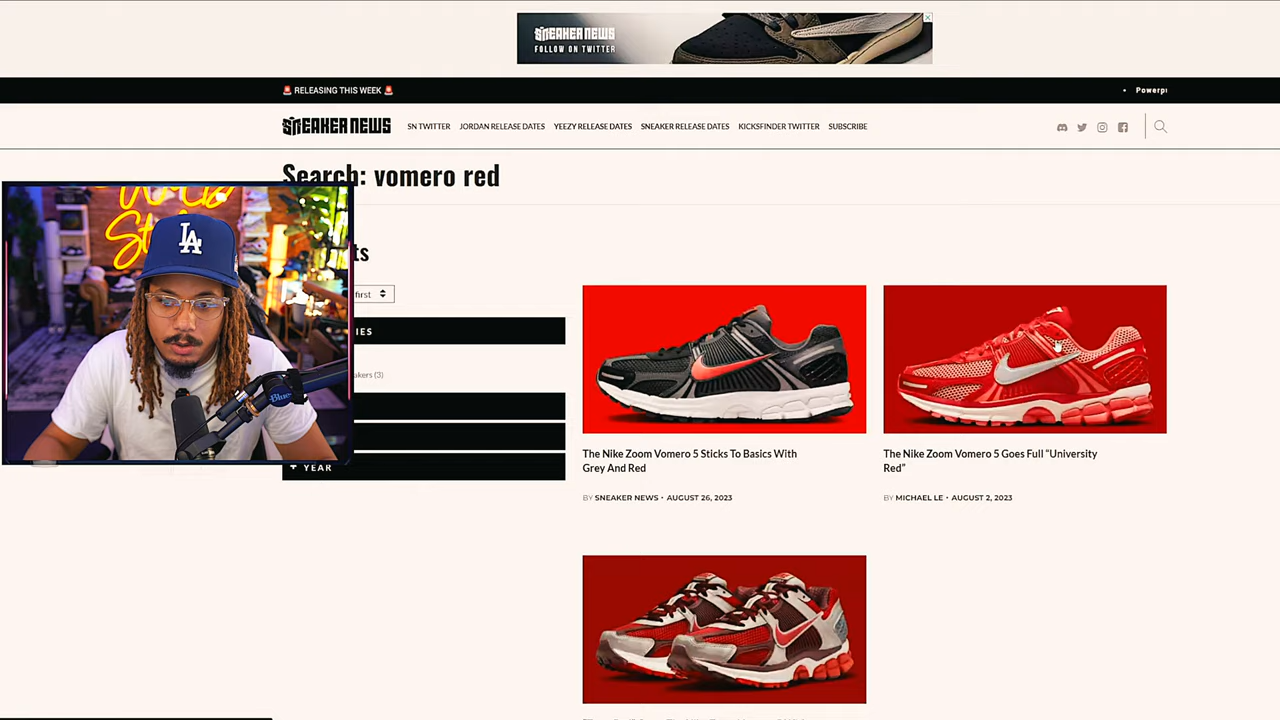 SNEAKER NEWS
FOLLOW ON TWITTER
🚨 RELEASING THIS WEEK 🚨
SNEAKER NEWS
SN TWITTER
JORDAN RELEASE DATES
YEEZY RELEASE DATES
SNEAKER RELEASE DATES
KICKSFINDER TWITTER
SUBSCRIBE
Search: vomero red
first
+ YEAR
LA
Blue
The Nike Zoom Vomero 5 Sticks To Basics With
Grey And Red
BY SNEAKER NEWS • AUGUST 26, 2023
The Nike Zoom Vomero 5 Goes Full “University
Red”
BY MICHAEL LE • AUGUST 2, 2023